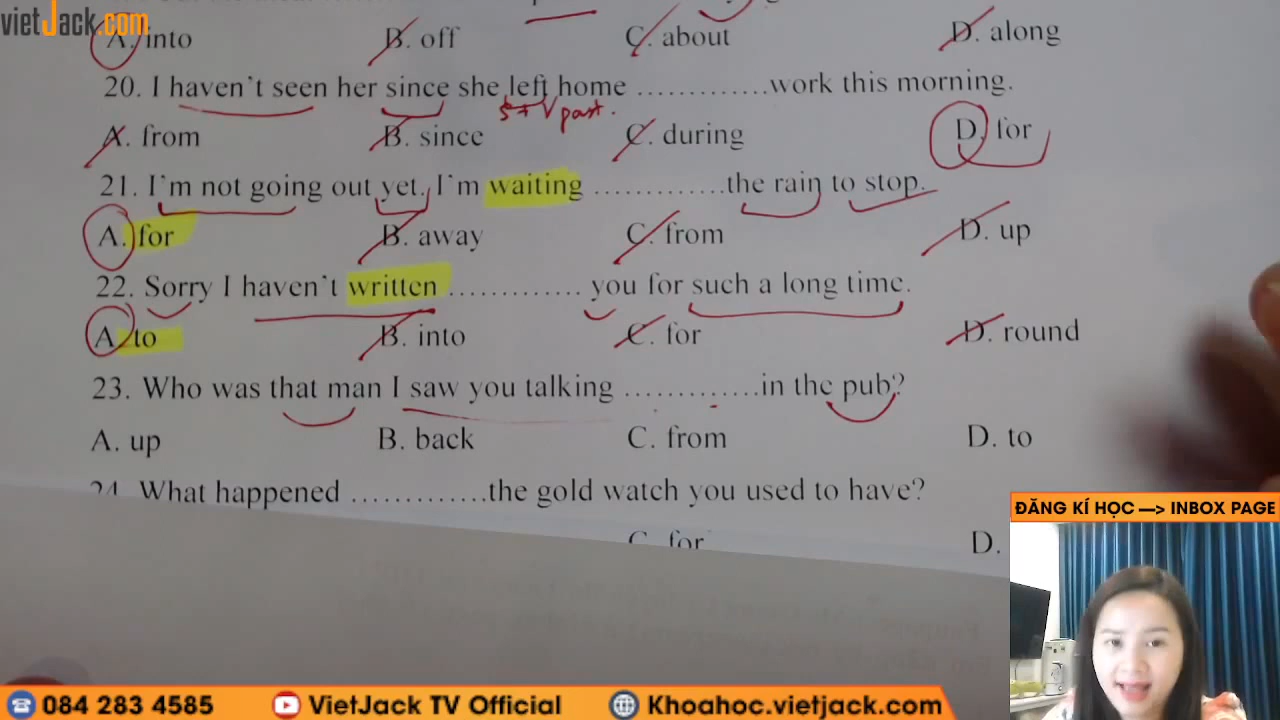 vietJack.com
A. into B. off C. about D. along
20. I haven't seen her since she left home .............work this morning.
S + V past.
A. from B. since C. during D. for
21. I'm not going out yet. I'm waiting .............the rain to stop.
A. for B. away C. from D. up
22. Sorry I haven't written ............. you for such a long time.
A. to B. into C. for D. round
23. Who was that man I saw you talking .............in the pub?
A. up B. back C. from D. to
24. What happened .............the gold watch you used to have?
C. for D.
ĐĂNG KÍ HỌC —> INBOX PAGE
084 283 4585 VietJack TV Official Khoahoc.vietjack.com